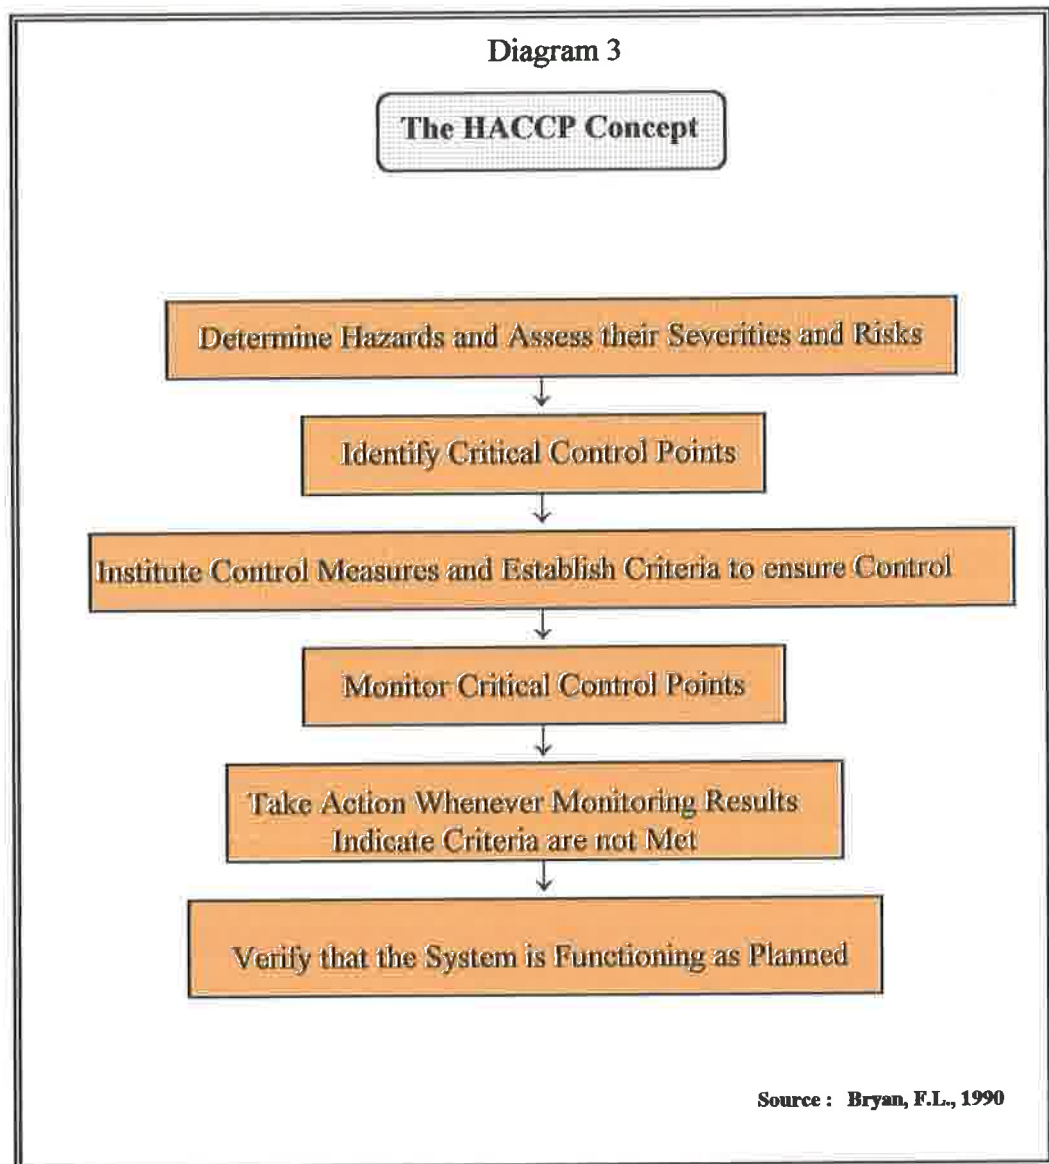 Diagram 3
The HACCP Concept
Determine Hazards and Assess their Severities and Risks
Identify Critical Control Points
Institute Control Measures and Establish Criteria to ensure Control
Monitor Critical Control Points
Take Action Whenever Monitoring Results
Indicate Criteria are not Met
Verify that the System is Functioning as Planned
Source : Bryan, F.L., 1990